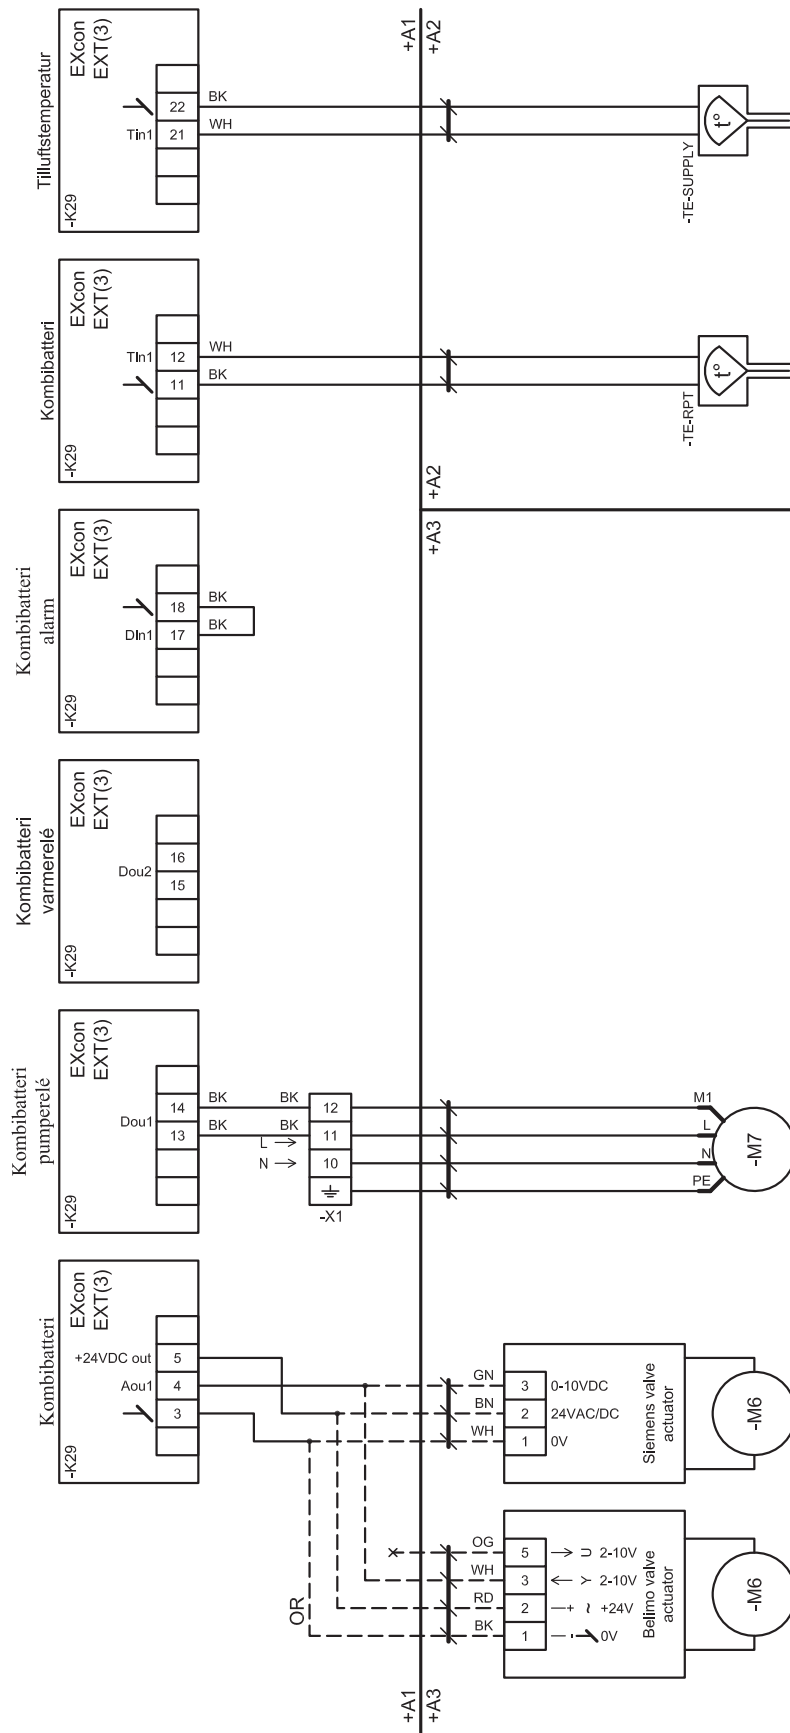 Tilluftstemperatur
EXcon
EXT(3)
22
21
Tin1
-K29
BK
WH
+A1
+A2
t°
-TE-SUPPLY
Kombibatteri
EXcon
EXT(3)
TIn1
12
11
-K29
WH
BK
t°
-TE-RPT
+A2
+A3
Kombibatteri
alarm
EXcon
EXT(3)
18
DIn1
17
-K29
BK
BK
Kombibatteri
varmerelé
EXcon
EXT(3)
Dou2
16
15
-K29
Kombibatteri
pumperelé
EXcon
EXT(3)
Dou1
14
13
-K29
BK
BK
BK
BK
L →
N →
12
11
10
-X1
M1
L
N
PE
-M7
Kombibatteri
EXcon
EXT(3)
+24VDC out
5
Aou1
4
3
-K29
GN
BN
WH
3 0-10VDC
2 24VAC/DC
1 0V
Siemens valve
actuator
-M6
OR
OG
WH
RD
BK
5 → U 2-10V
3 ← Y 2-10V
2 + ~ +24V
1 - 0V
Belimo valve
actuator
-M6
+A1
+A3